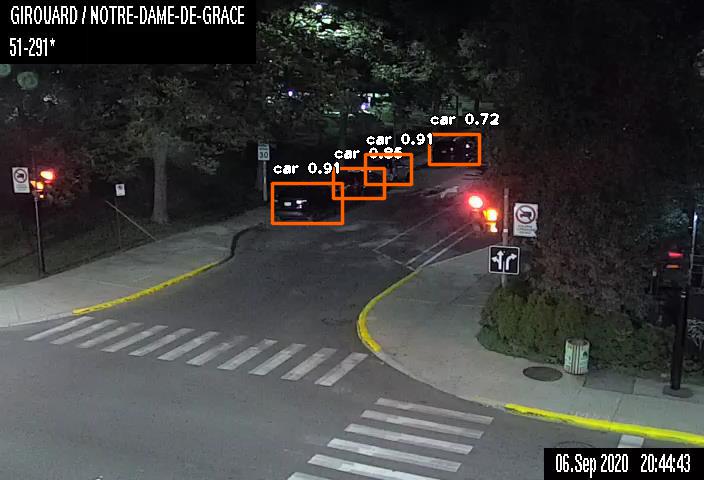 GIROUARD / NOTRE-DAME-DE-GRACE
51-291*
car 0.72
car 0.91
car 0.86
car 0.91
30
06.Sep 2020 20:44:43